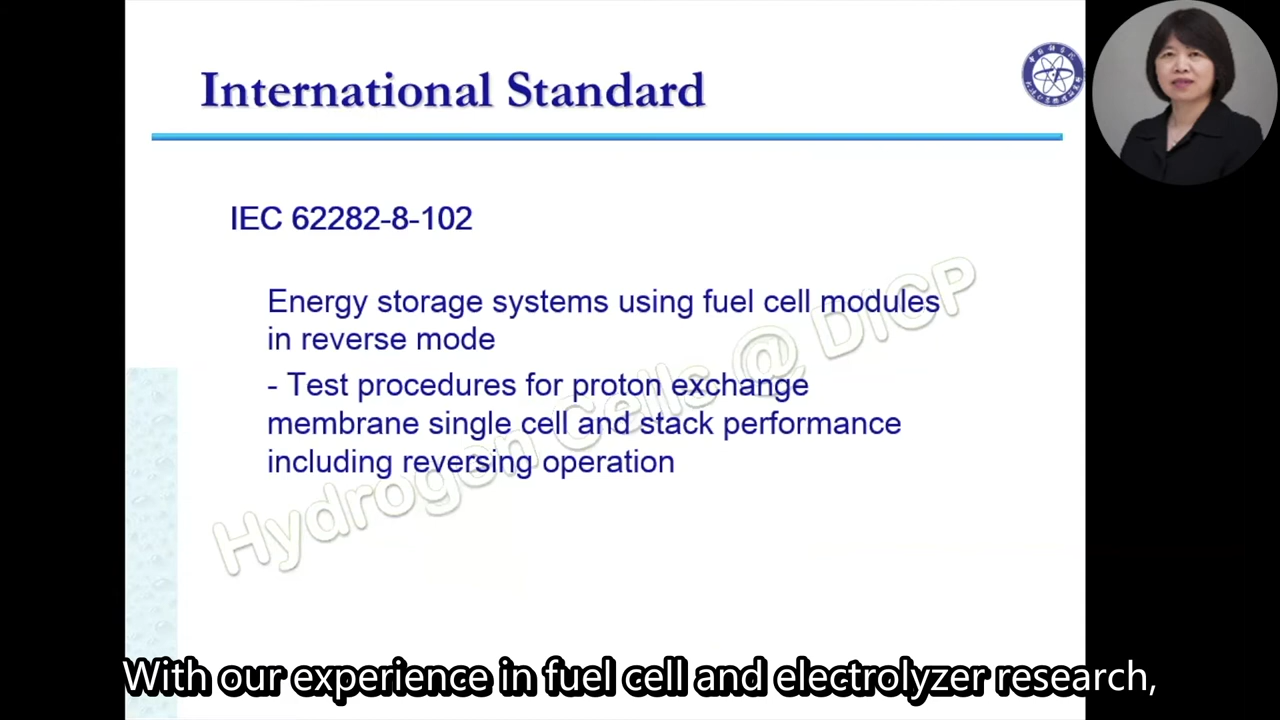 International Standard
IEC 62282-8-102
Energy storage systems using fuel cell modules
in reverse mode
- Test procedures for proton exchange
membrane single cell and stack performance
including reversing operation
Hydrogen Cells @ DICP
With our experience in fuel cell and electrolyzer research,